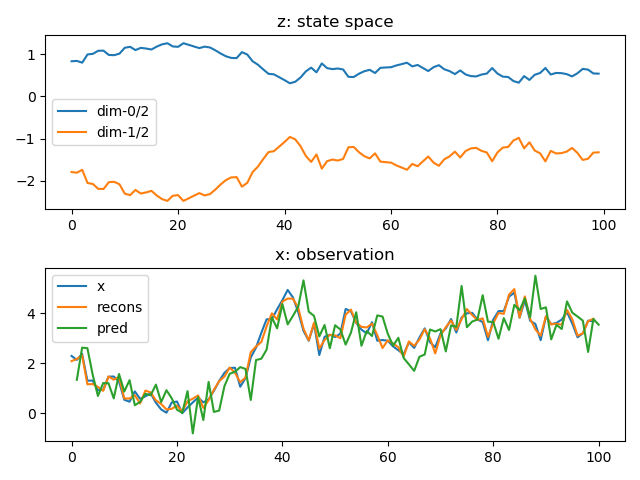 z: state space
1
0
−1
−2
dim-0/2
dim-1/2
0 20 40 60 80 100
x: observation
4
2
0
x
recons
pred
0 20 40 60 80 100